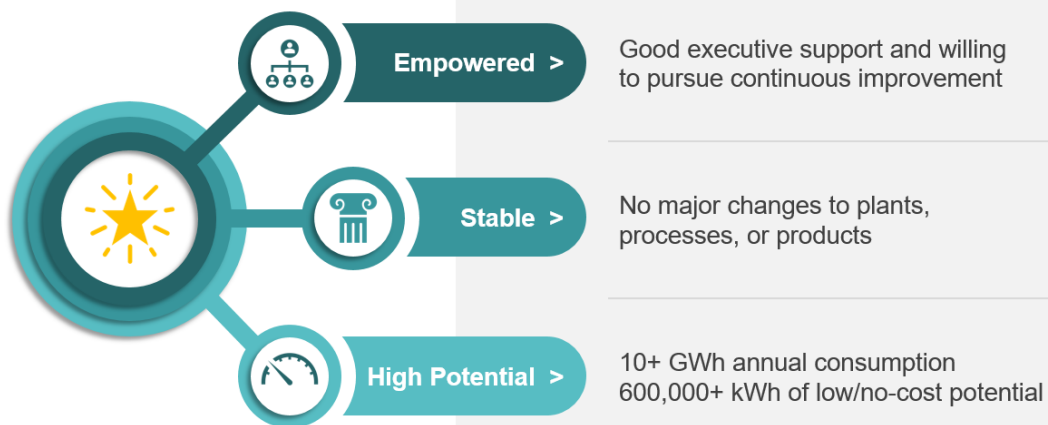 Empowered >
Good executive support and willing
to pursue continuous improvement
Stable >
No major changes to plants,
processes, or products
High Potential >
10+ GWh annual consumption
600,000+ kWh of low/no-cost potential